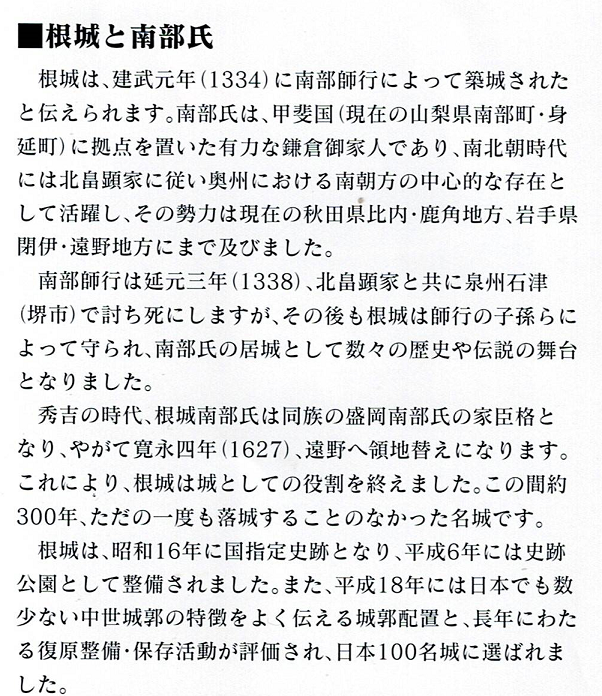 ■根城と南部氏
根城は、建武元年(1334)に南部師行によって築城された
と伝えられます。南部氏は、甲斐国(現在の山梨県南部町・身
延町)に拠点を置いた有力な鎌倉御家人であり、南北朝時代
には北畠顕家に従い奥州における南朝方の中心的な存在と
して活躍し、その勢力は現在の秋田県比内・鹿角地方、岩手県
閉伊・遠野地方にまで及びました。
南部師行は延元三年(1338)、北畠顕家と共に泉州石津
(堺市)で討ち死にしますが、その後も根城は師行の子孫らに
よって守られ、南部氏の居城として数々の歴史や伝説の舞台
となりました。
秀吉の時代、根城南部氏は同族の盛岡南部氏の家臣格と
なり、やがて寛永四年(1627)、遠野へ領地替えになります。
これにより、根城は城としての役割を終えました。この間約
300年、ただの一度も落城することのなかった名城です。
根城は、昭和16年に国指定史跡となり、平成6年には史跡
公園として整備されました。また、平成18年には日本でも数
少ない中世城郭の特徴をよく伝える城郭配置と、長年にわた
る復原整備・保存活動が評価され、日本100名城に選ばれま
した。